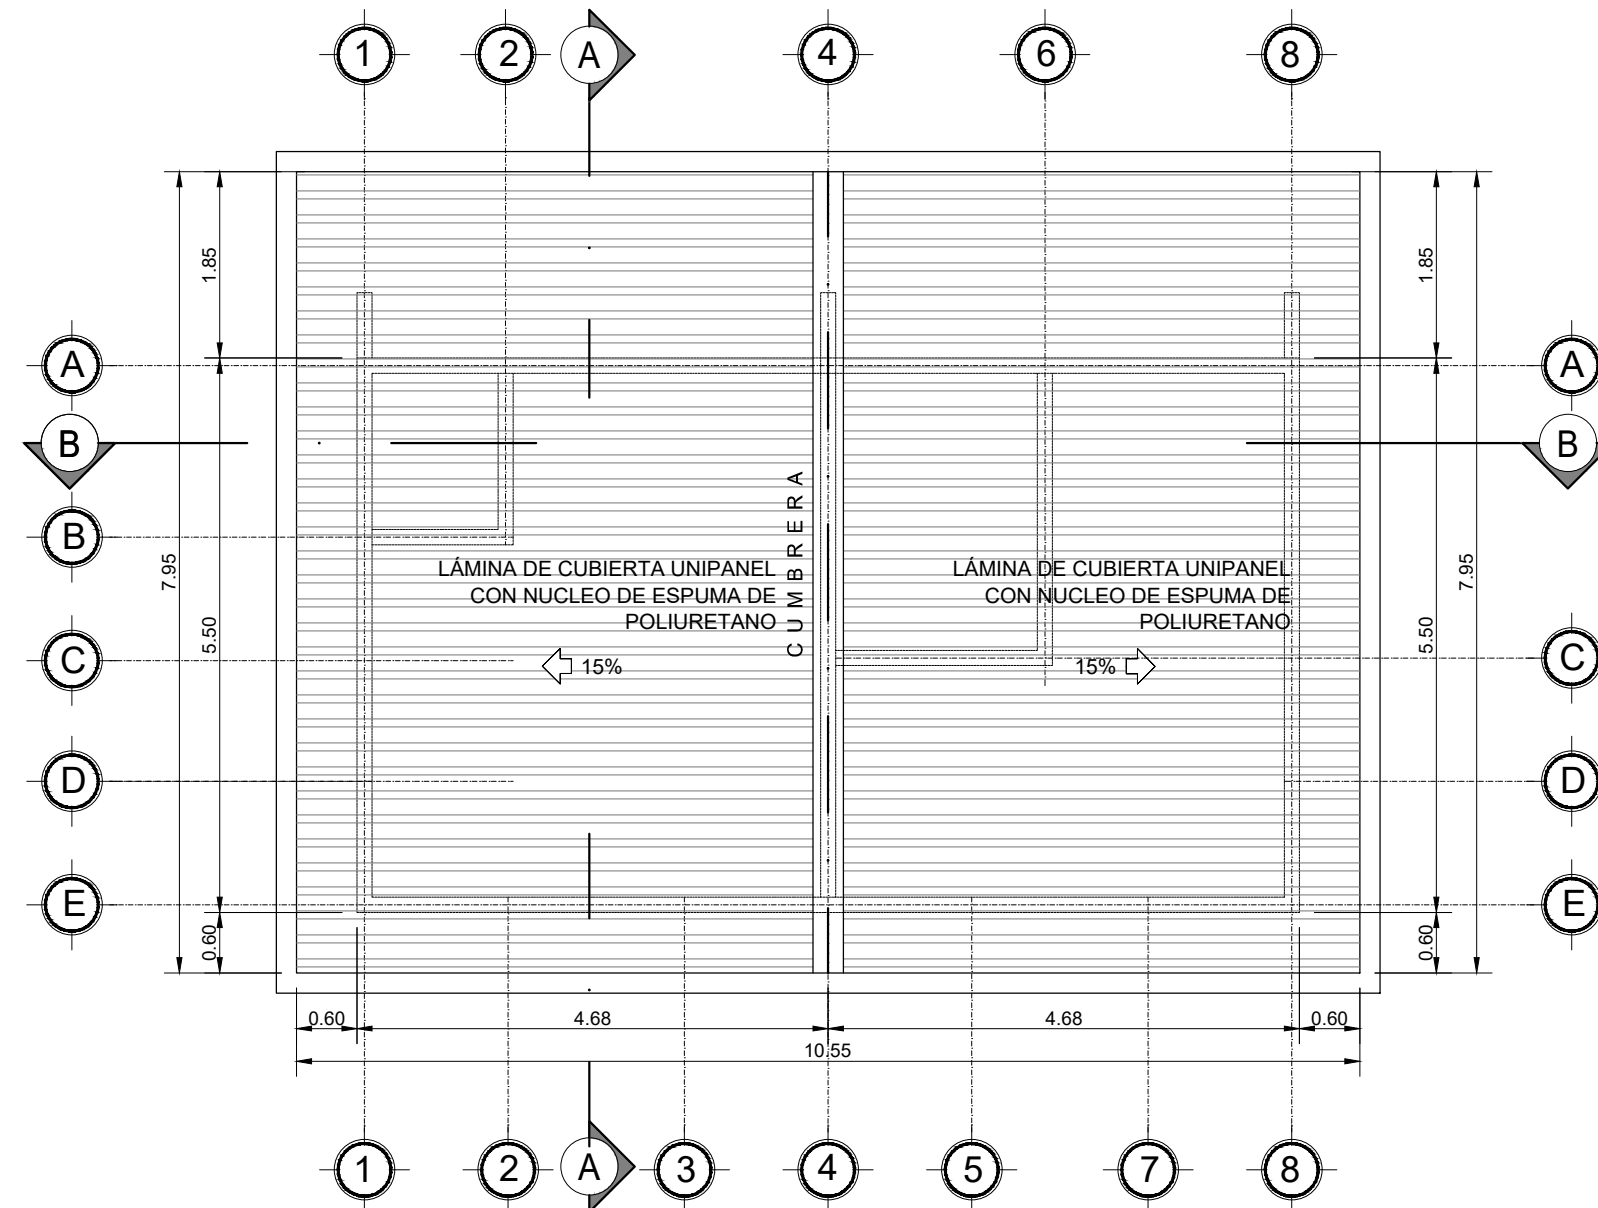 1 2 A 4 6 8
1.85 1.85
A A
B B
CUMBRERA
B
7.95 7.95
LÁMINA DE CUBIERTA UNIPANEL
CON NUCLEO DE ESPUMA DE
POLIURETANO
LÁMINA DE CUBIERTA UNIPANEL
CON NUCLEO DE ESPUMA DE
POLIURETANO
5.50 5.50
C 15% 15% C
D D
E E
0.60 0.60
0.60 4.68 4.68 0.60
10.55
1 2 A 3 4 5 7 8